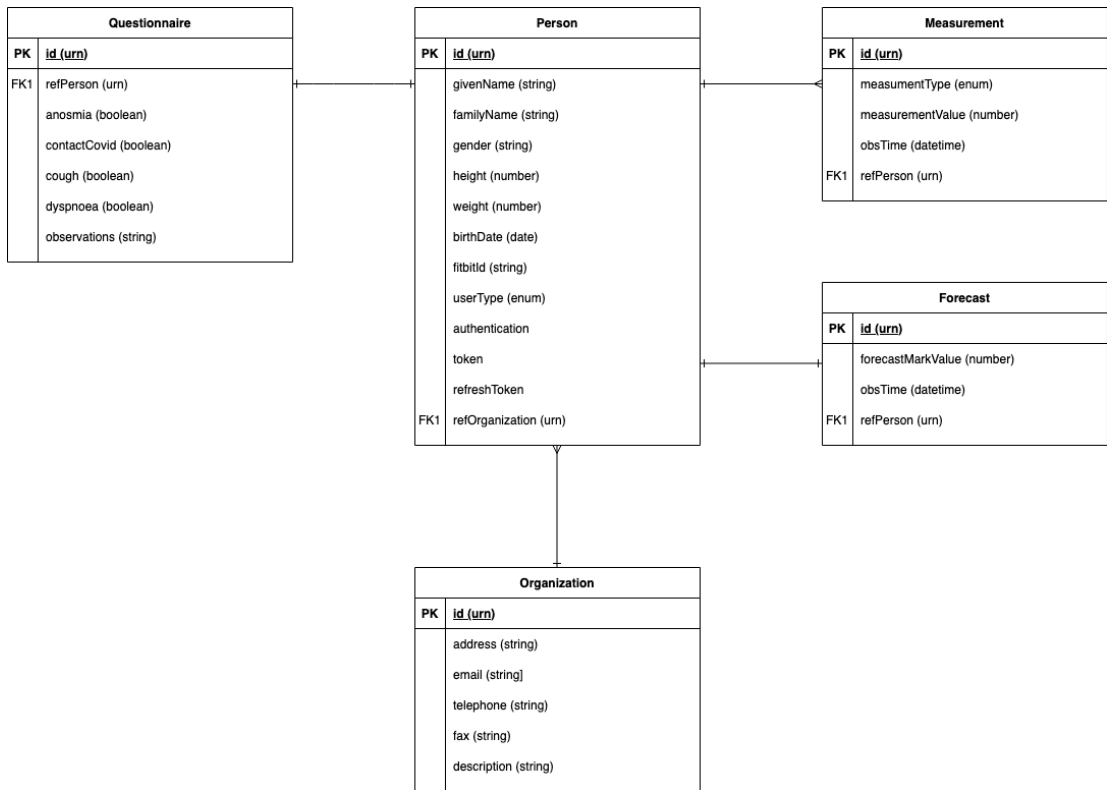 Questionnaire
PK id (urn)
FK1 refPerson (urn)
anosmia (boolean)
contactCovid (boolean)
cough (boolean)
dyspnoea (boolean)
observations (string)
Person
PK id (urn)
givenName (string)
familyName (string)
gender (string)
height (number)
weight (number)
birthDate (date)
fitbitId (string)
userType (enum)
authentication
token
refreshToken
FK1 refOrganization (urn)
Measurement
PK id (urn)
measumentType (enum)
measurementValue (number)
obsTime (datetime)
FK1 refPerson (urn)
Forecast
PK id (urn)
forecastMarkValue (number)
obsTime (datetime)
FK1 refPerson (urn)
Organization
PK id (urn)
address (string)
email (string]
telephone (string)
fax (string)
description (string)